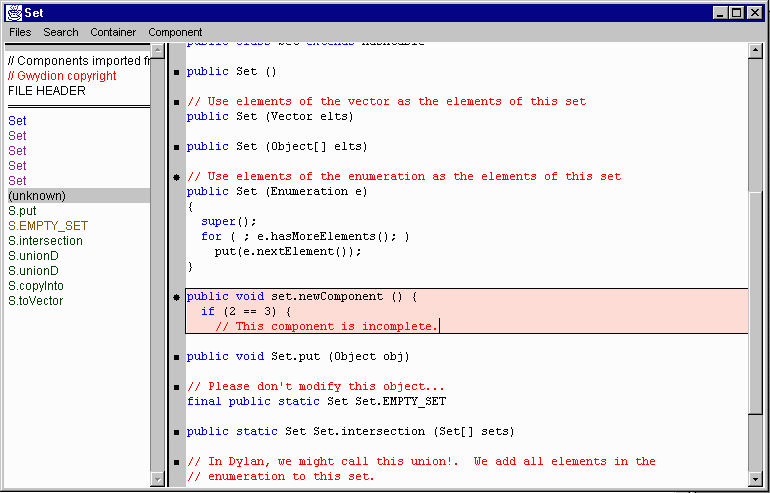 Set
Files Search Container Component
// Components imported fr
// Gwydion copyright
FILE HEADER
Set
Set
Set
Set
Set
(unknown)
S.put
S.EMPTY_SET
S.intersection
S.unionD
S.unionD
S.copyInto
S.toVector
public class Set extends Hashtable
public Set ()
// Use elements of the vector as the elements of this set
public Set (Vector elts)
public Set (Object[] elts)
// Use elements of the enumeration as the elements of this set
public Set (Enumeration e)
{
super();
for ( ; e.hasMoreElements(); )
put(e.nextElement());
}
public void set.newComponent () {
if (2 == 3) {
// This component is incomplete.
public void Set.put (Object obj)
// Please don't modify this object...
final public static Set Set.EMPTY_SET
public static Set Set.intersection (Set[] sets)
// In Dylan, we might call this union!.  We add all elements in the
// enumeration to this set.